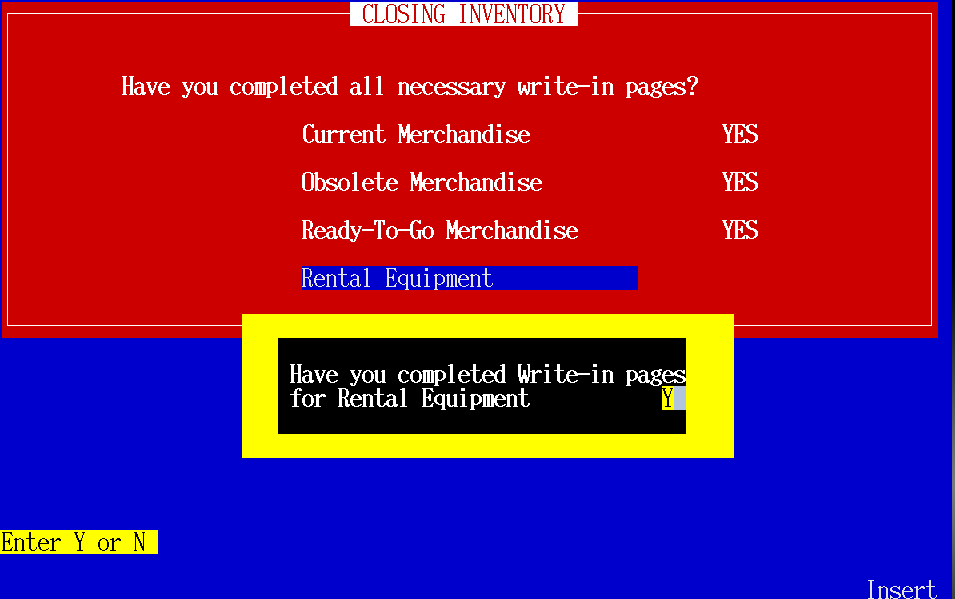 CLOSING INVENTORY
Have you completed all necessary write-in pages?
Current Merchandise YES
Obsolete Merchandise YES
Ready-To-Go Merchandise YES
Rental Equipment
Have you completed Write-in pages
for Rental Equipment Y
Enter Y or N
Insert